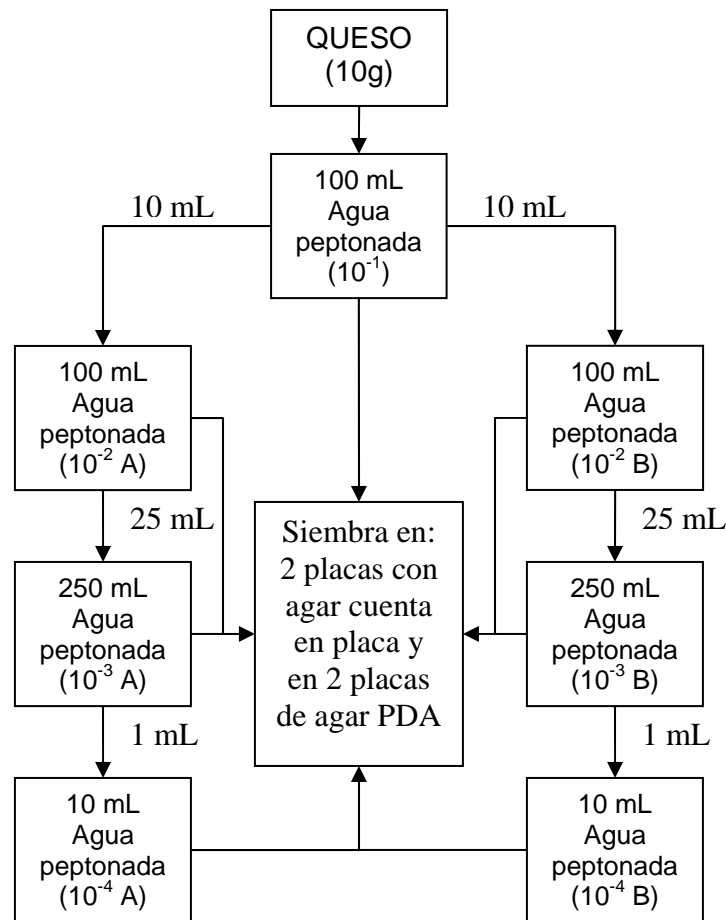 QUESO
(10g)
100 mL
Agua
peptonada
(10⁻¹)
10 mL
10 mL
100 mL
Agua
peptonada
(10⁻² A)
100 mL
Agua
peptonada
(10⁻² B)
25 mL
25 mL
Siembra en:
2 placas con
agar cuenta
en placa y
en 2 placas
de agar PDA
250 mL
Agua
peptonada
(10⁻³ A)
250 mL
Agua
peptonada
(10⁻³ B)
1 mL
1 mL
10 mL
Agua
peptonada
(10⁻⁴ A)
10 mL
Agua
peptonada
(10⁻⁴ B)